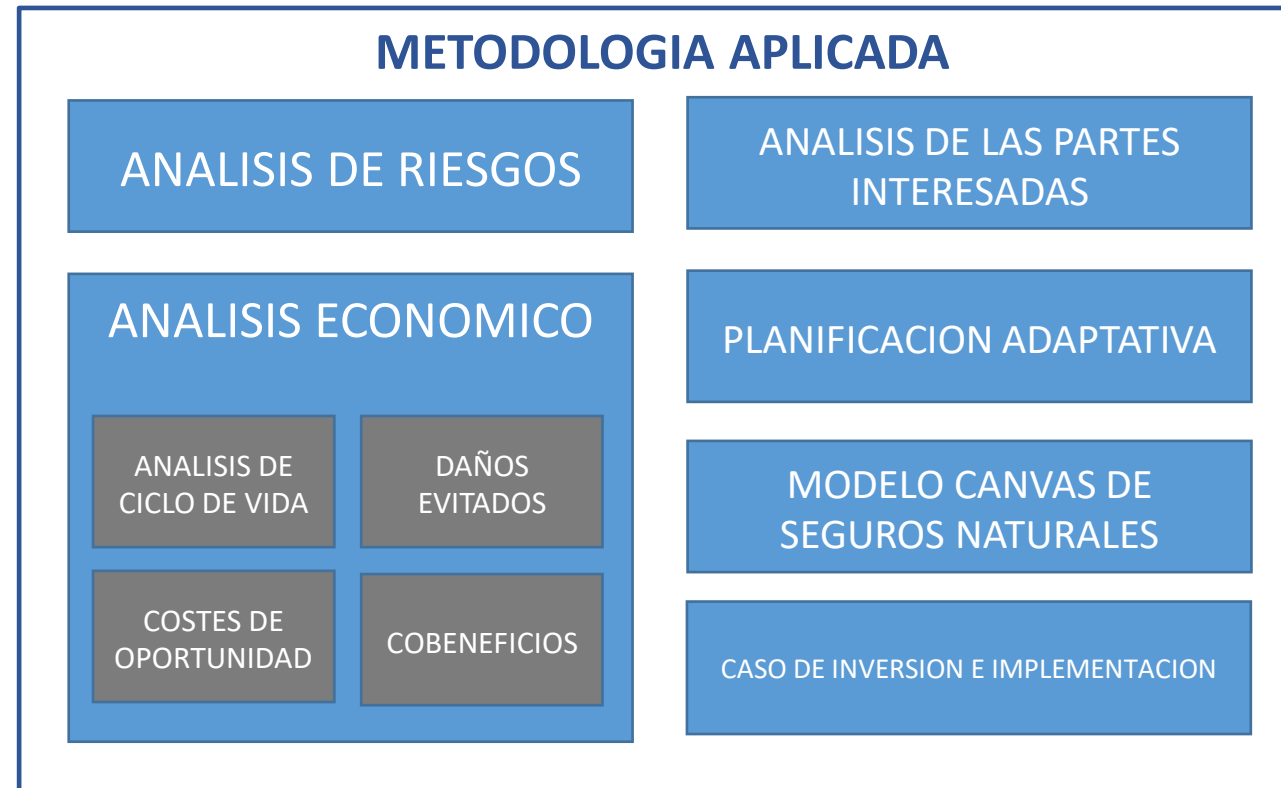 METODOLOGIA APLICADA
ANALISIS DE RIESGOS
ANALISIS ECONOMICO
ANALISIS DE
CICLO DE VIDA
DAÑOS
EVITADOS
COSTES DE
OPORTUNIDAD
COBENEFICIOS
ANALISIS DE LAS PARTES
INTERESADAS
PLANIFICACION ADAPTATIVA
MODELO CANVAS DE
SEGUROS NATURALES
CASO DE INVERSION E IMPLEMENTACION